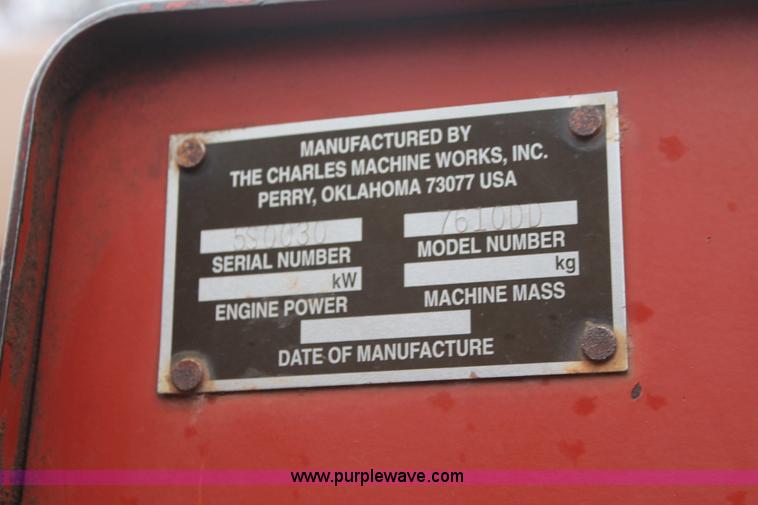 MANUFACTURED BY
THE CHARLES MACHINE WORKS, INC.
PERRY, OKLAHOMA 73077 USA
5S0030 7610DD
SERIAL NUMBER MODEL NUMBER
kW kg
ENGINE POWER MACHINE MASS
DATE OF MANUFACTURE
www.purplewave.com